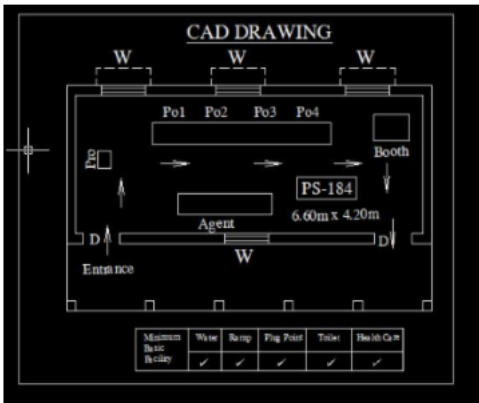 CAD DRAWING
W W W
Po1 Po2 Po3 Po4
Pro
Booth
PS-184
6.60m x 4.20m
Agent
D D
W
Entrance
Minimum Basic Facility Water Ramp Plug Point Toilet Health Care
✓ ✓ ✓ ✓ ✓